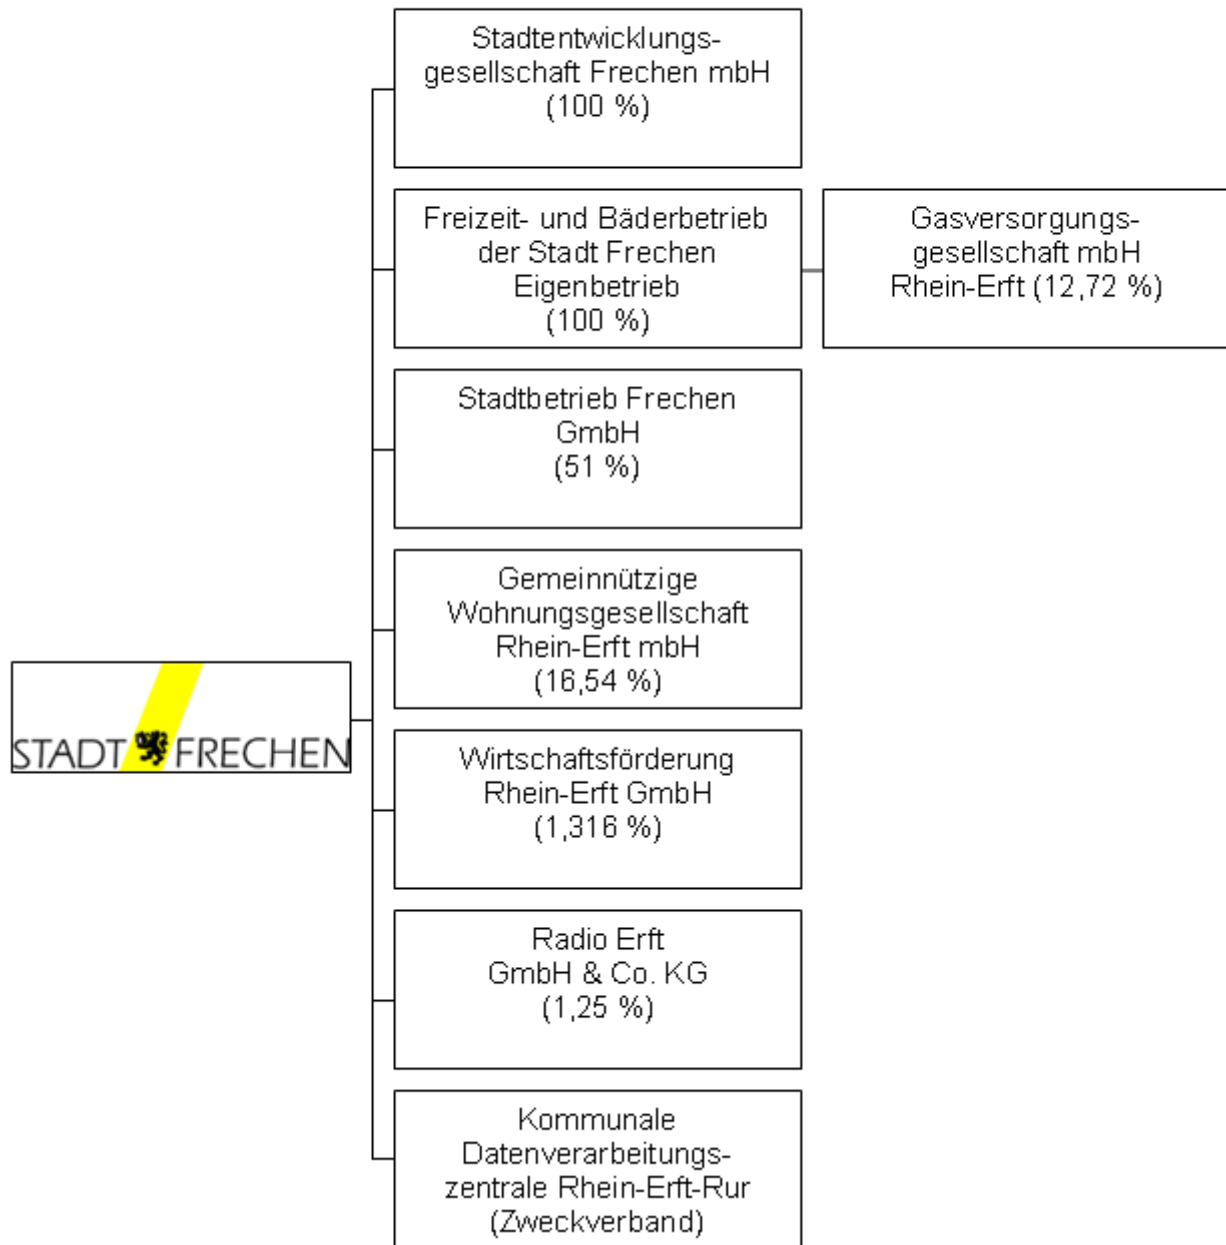 Stadtentwicklungs-
gesellschaft Frechen mbH
(100 %)
Freizeit- und Bäderbetrieb
der Stadt Frechen
Eigenbetrieb
(100 %)
Gasversorgungs-
gesellschaft mbH
Rhein-Erft (12,72 %)
Stadtbetrieb Frechen
GmbH
(51 %)
Gemeinnützige
Wohnungsgesellschaft
Rhein-Erft mbH
(16,54 %)
STADT FRECHEN
Wirtschaftsförderung
Rhein-Erft GmbH
(1,316 %)
Radio Erft
GmbH & Co. KG
(1,25 %)
Kommunale
Datenverarbeitungs-
zentrale Rhein-Erft-Rur
(Zweckverband)